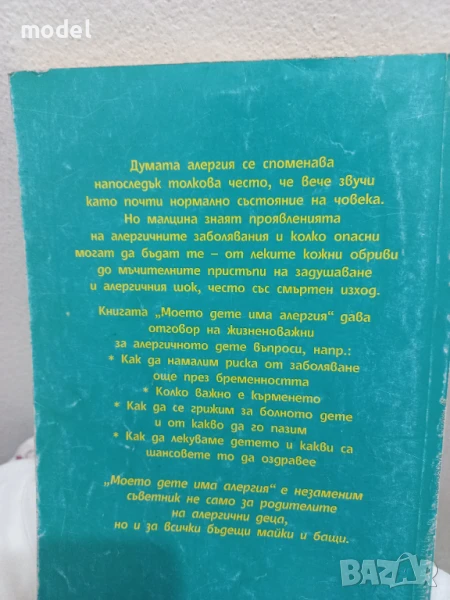 model
Думата алергия се споменава
напоследък толкова често, че вече звучи
като почти нормално състояние на човека.
Но малцина знаят проявленията
на алергичните заболявания и колко опасни
могат да бъдат те – от леките кожни обриви
до мъчителните пристъпи на задушаване
и алергичния шок, често със смъртен изход.
Книгата „Моето дете има алергия“ дава
отговор на жизненоважни
за алергичното дете въпроси, напр.:
* Как да намалим риска от заболяване
още през бременността
* Колко важно е кърменето
* Как да се грижим за болното дете
и от какво да го пазим
* Как да лекуваме детето и какви са
шансовете то да оздравее
„Моето дете има алергия“ е незаменим
съветник не само за родителите
на алергични деца,
но и за всички бъдещи майки и бащи.
BAZAR